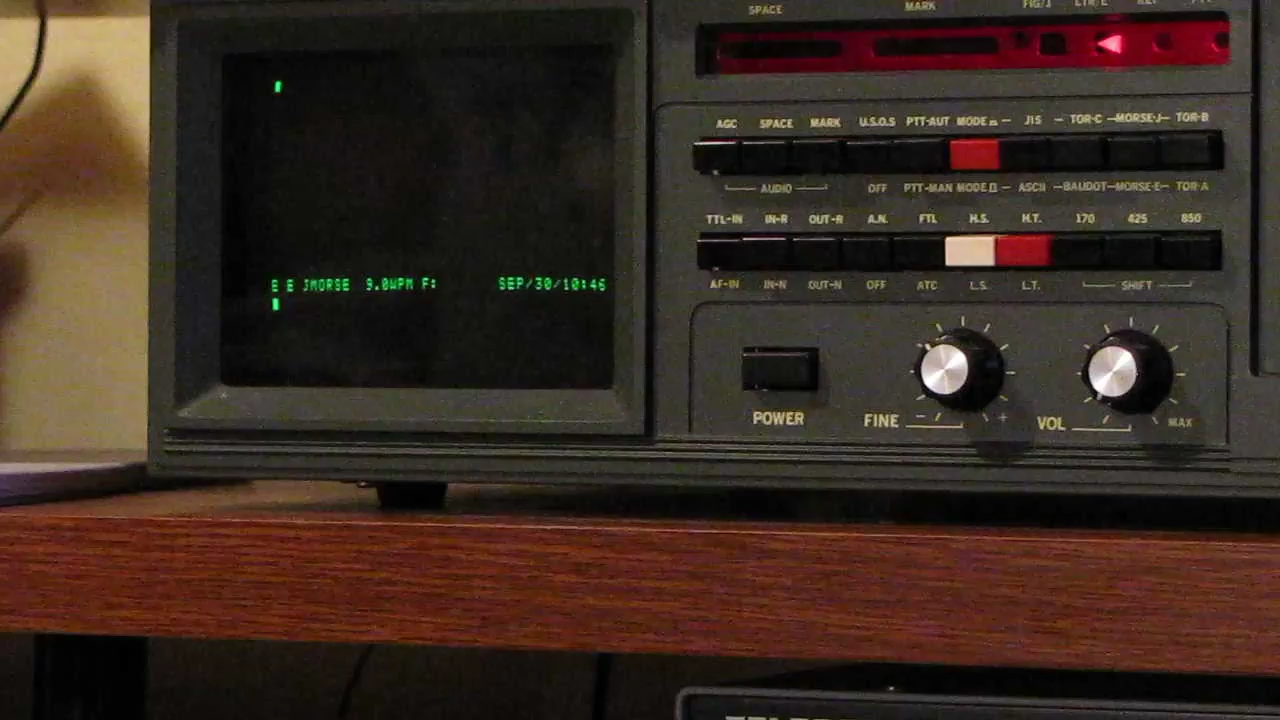 SPACE MARK FIG/J LTR/E
AGC SPACE MARK U.S.O.S PTT-AUT MODE JIS TOR-C MORSE-J TOR-B
AUDIO OFF PTT-MAN MODE ASCII BAUDOT MORSE-E TOR-A
TTL-IN IN-R OUT-R A.N. FTL H.S. H.T. 170 425 850
AF-IN IN-N OUT-N OFF ATC L.S. L.T. SHIFT
E E JMORSE 9.0WPM F: SEP/30/10:46
POWER FINE - + VOL MAX